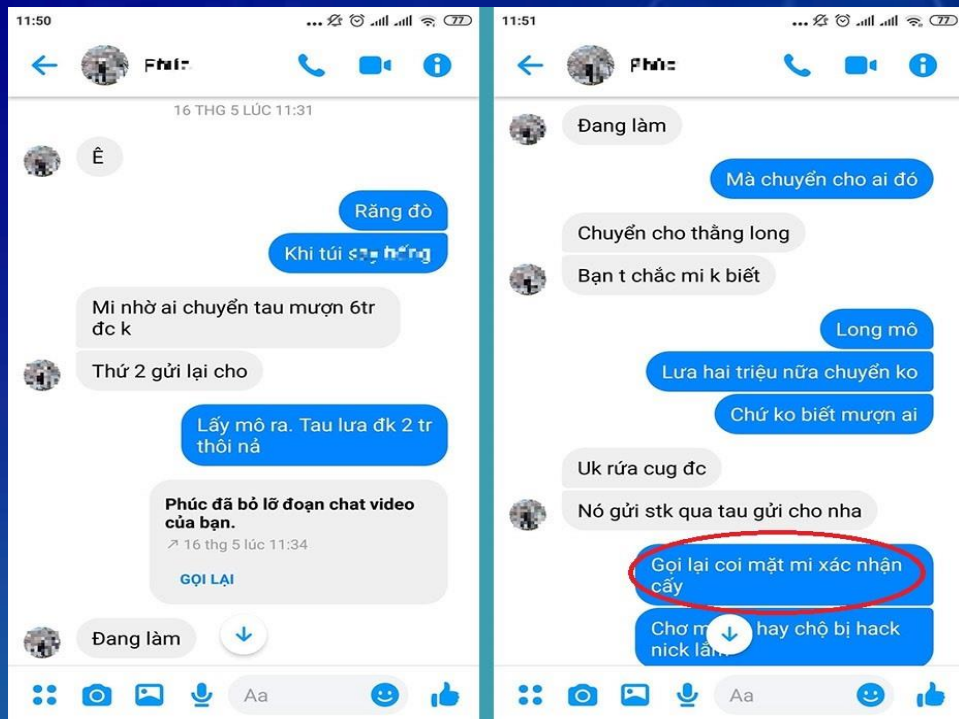 11:50
77
16 THG 5 LÚC 11:31
Ê
Răng đò
Khi túi
Mi nhờ ai chuyển tau mượn 6tr
đc k
Thứ 2 gửi lại cho
Lấy mô ra. Tau lưa đk 2 tr
thôi nả
Phúc đã bỏ lỡ đoạn chat video
của bạn.
16 thg 5 lúc 11:34
GỌI LẠI
Đang làm
Aa
11:51
77
Đang làm
Mà chuyển cho ai đó
Chuyển cho thằng long
Bạn t chắc mi k biết
Long mô
Lưa hai triệu nữa chuyển ko
Chứ ko biết mượn ai
Uk rứa cug đc
Nó gửi stk qua tau gửi cho nha
Gọi lại coi mặt mi xác nhận
cấy
Chơ hay chộ bị hack
nick
Aa